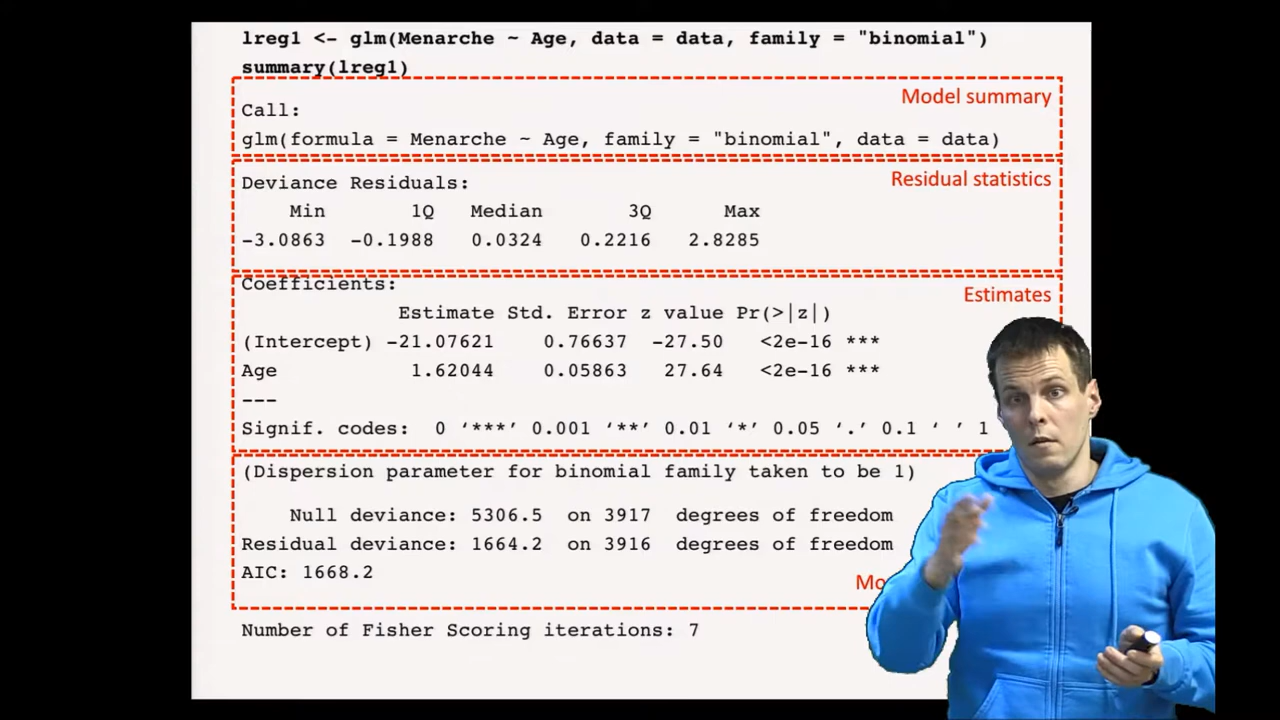 lreg1 <- glm(Menarche ~ Age, data = data, family = "binomial")
summary(lreg1)
Model summary
Call:
glm(formula = Menarche ~ Age, family = "binomial", data = data)
Residual statistics
Deviance Residuals:
Min 1Q Median 3Q Max
-3.0863 -0.1988 0.0324 0.2216 2.8285
Coefficients:
Estimates
Estimate Std. Error z value Pr(>|z|)
(Intercept) -21.07621 0.76637 -27.50 <2e-16 ***
Age 1.62044 0.05863 27.64 <2e-16 ***
---
Signif. codes: 0 ‘***’ 0.001 ‘**’ 0.01 ‘*’ 0.05 ‘.’ 0.1 ‘ ’ 1
(Dispersion parameter for binomial family taken to be 1)
Null deviance: 5306.5 on 3917 degrees of freedom
Residual deviance: 1664.2 on 3916 degrees of freedom
AIC: 1668.2
Number of Fisher Scoring iterations: 7